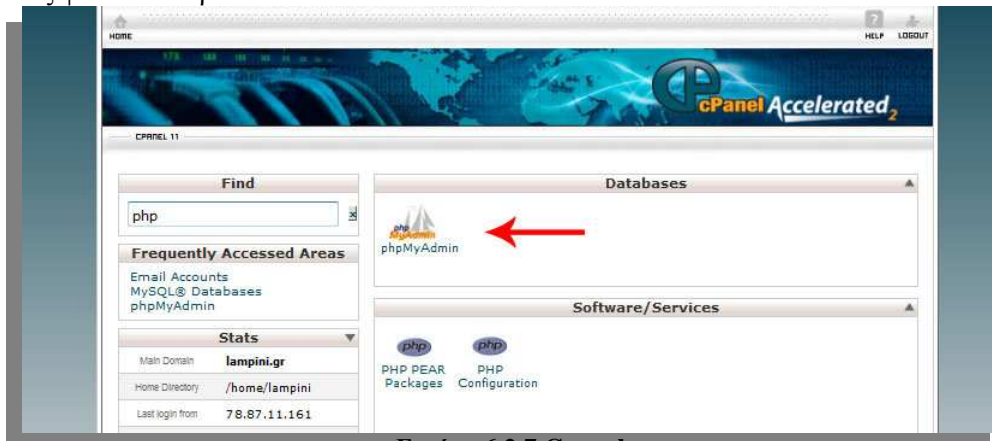 HOME
HELP LOGOUT
cPanel Accelerated2
CPANEL 11
Find
php
x
Frequently Accessed Areas
Email Accounts
MySQL® Databases
phpMyAdmin
Stats
Main Domain lampini.gr
Home Directory /home/lampini
Last login from 78.87.11.161
Databases
php
MyAdmin
phpMyAdmin
Software/Services
php php
PHP PEAR Packages
PHP Configuration